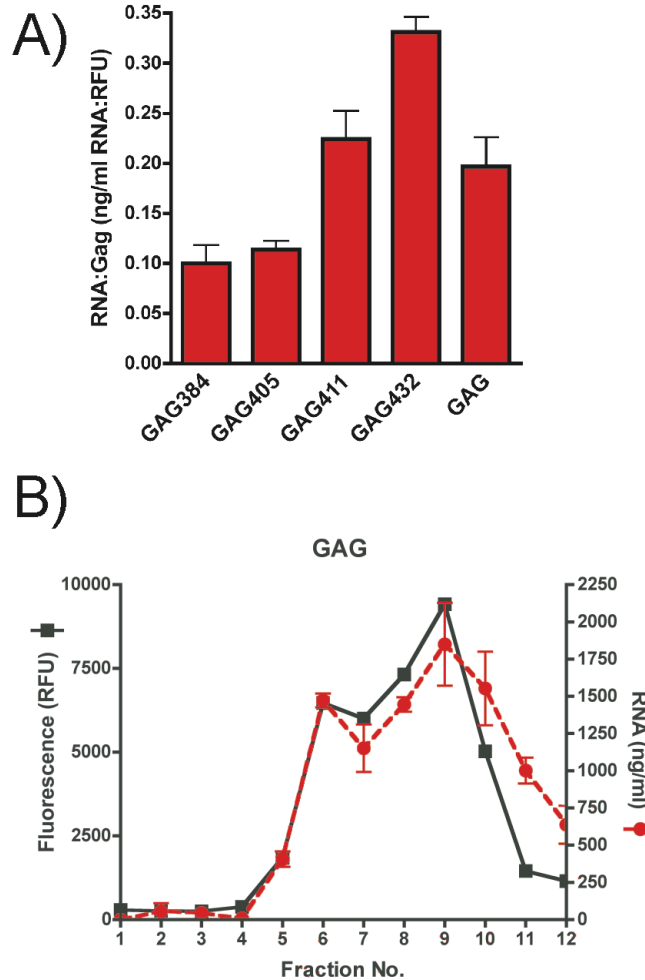 A)
RNA:Gag (ng/ml RNA:RFU)
0.35
0.30
0.25
0.20
0.15
0.10
0.05
0.00
GAG384
GAG405
GAG411
GAG432
GAG
B)
GAG
Fluorescence (RFU)
10000
7500
5000
2500
0
2250
2000
1750
1500
1250
1000
750
500
250
0
RNA (ng/ml)
1 2 3 4 5 6 7 8 9 10 11 12
Fraction No.